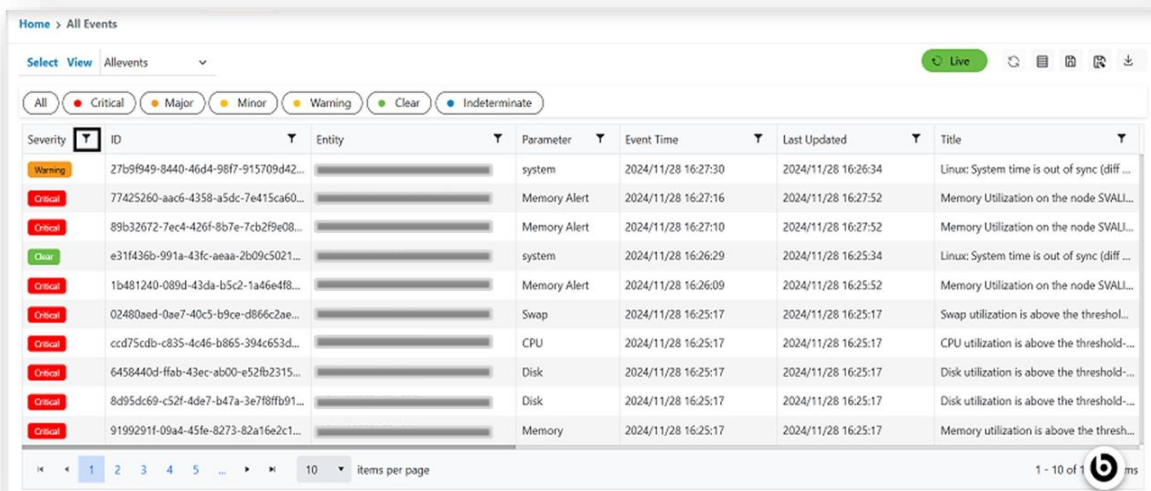 Home > All Events
Select View Allevents Live
All Critical Major Minor Warning Clear Indeterminate
Severity ID Entity Parameter Event Time Last Updated Title
Warning 27b9f949-8440-46d4-98f7-915709d42... system 2024/11/28 16:27:30 2024/11/28 16:26:34 Linux: System time is out of sync (diff ...
Critical 77425260-aac6-4358-a5dc-7e415ca60... Memory Alert 2024/11/28 16:27:16 2024/11/28 16:27:52 Memory Utilization on the node SVALI...
Critical 89b32672-7ec4-426f-8b7e-7cb2f9e08... Memory Alert 2024/11/28 16:27:10 2024/11/28 16:27:52 Memory Utilization on the node SVALI...
Clear e31f436b-991a-43fc-aeaa-2b09c5021... system 2024/11/28 16:26:29 2024/11/28 16:25:34 Linux: System time is out of sync (diff ...
Critical 1b481240-089d-43da-b5c2-1a46e4f8... Memory Alert 2024/11/28 16:26:09 2024/11/28 16:25:52 Memory Utilization on the node SVALI...
Critical 02480aed-0ae7-40c5-b9ce-d866c2ae... Swap 2024/11/28 16:25:17 2024/11/28 16:25:17 Swap utilization is above the threshol...
Critical ccd75cdb-c835-4c46-b865-394c653d... CPU 2024/11/28 16:25:17 2024/11/28 16:25:17 CPU utilization is above the threshold-...
Critical 6458440d-ffab-43ec-ab00-e52fb2315... Disk 2024/11/28 16:25:17 2024/11/28 16:25:17 Disk utilization is above the threshold-...
Critical 8d95dc69-c52f-4de7-b47a-3e7f8ffb91... Disk 2024/11/28 16:25:17 2024/11/28 16:25:17 Disk utilization is above the threshold-...
Critical 9199291f-09a4-45fe-8273-82a16e2c1... Memory 2024/11/28 16:25:17 2024/11/28 16:25:17 Memory utilization is above the thresh...
1 2 3 4 5 ... 10 items per page 1 - 10 of